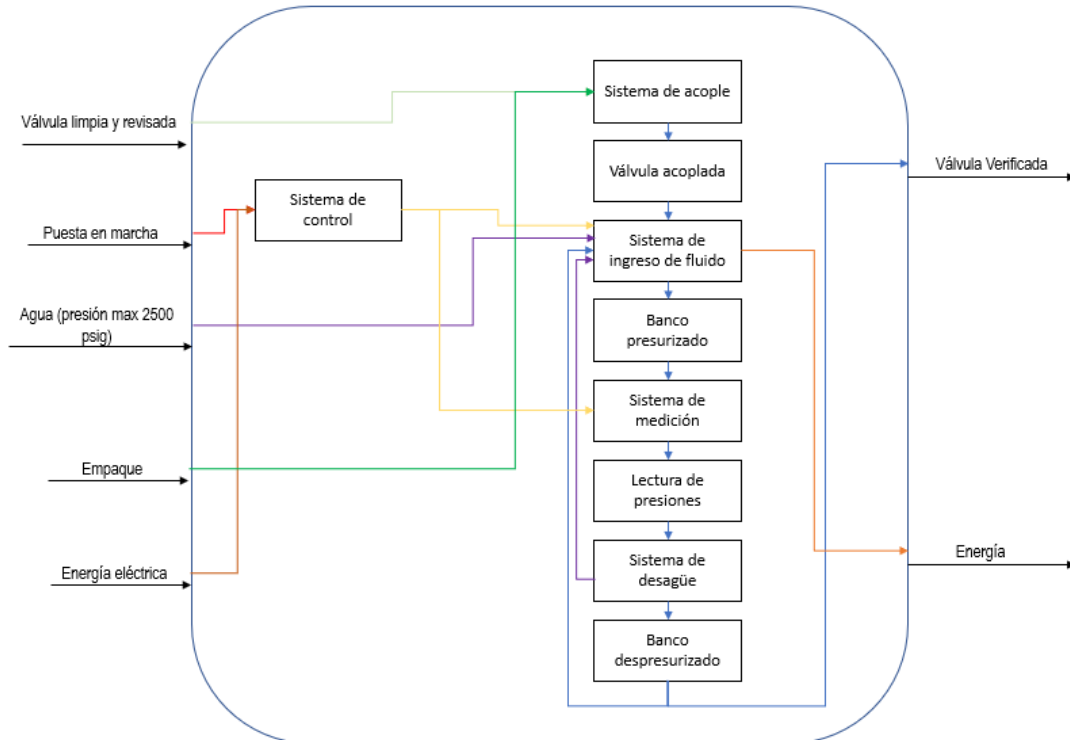 Válvula limpia y revisada
Puesta en marcha
Agua (presión max 2500
psig)
Empaque
Energía eléctrica
Sistema de
control
Sistema de acople
Válvula acoplada
Sistema de
ingreso de fluido
Banco
presurizado
Sistema de
medición
Lectura de
presiones
Sistema de
desagüe
Banco
despresurizado
Válvula Verificada
Energía